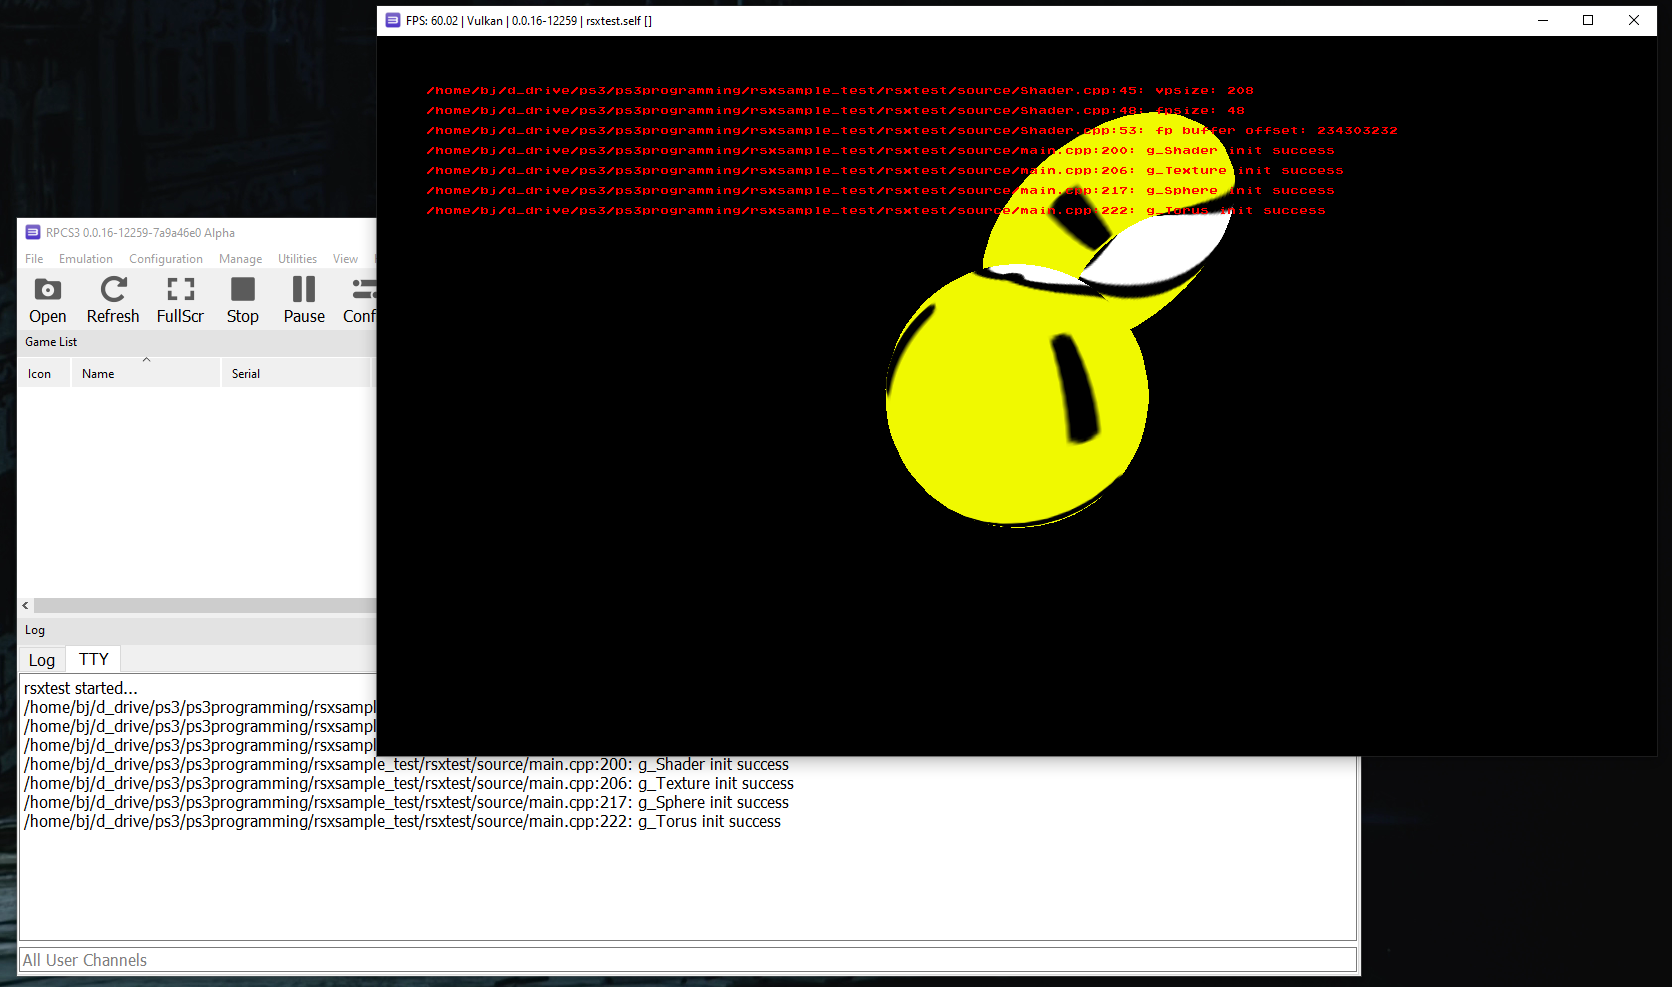 FPS: 60.02 | Vulkan | 0.0.16-12259 | rsxtest.self []
/home/bj/d_drive/ps3/ps3programming/rsxsample_test/rsxtest/source/Shader.cpp:45: vpsize: 208
/home/bj/d_drive/ps3/ps3programming/rsxsample_test/rsxtest/source/Shader.cpp:48: fpsize: 48
/home/bj/d_drive/ps3/ps3programming/rsxsample_test/rsxtest/source/Shader.cpp:53: fp buffer offset: 234303232
/home/bj/d_drive/ps3/ps3programming/rsxsample_test/rsxtest/source/main.cpp:200: g_Shader init success
/home/bj/d_drive/ps3/ps3programming/rsxsample_test/rsxtest/source/main.cpp:206: g_Texture init success
/home/bj/d_drive/ps3/ps3programming/rsxsample_test/rsxtest/source/main.cpp:217: g_Sphere init success
/home/bj/d_drive/ps3/ps3programming/rsxsample_test/rsxtest/source/main.cpp:222: g_Torus init success
RPCS3 0.0.16-12259-7a9a46e0 Alpha
File Emulation Configuration Manage Utilities View
Open Refresh FullScr Stop Pause Conf
Game List
Icon Name Serial
Log
Log TTY
rsxtest started...
/home/bj/d_drive/ps3/ps3programming/rsxsampl
/home/bj/d_drive/ps3/ps3programming/rsxsampl
/home/bj/d_drive/ps3/ps3programming/rsxsampl
/home/bj/d_drive/ps3/ps3programming/rsxsample_test/rsxtest/source/main.cpp:200: g_Shader init success
/home/bj/d_drive/ps3/ps3programming/rsxsample_test/rsxtest/source/main.cpp:206: g_Texture init success
/home/bj/d_drive/ps3/ps3programming/rsxsample_test/rsxtest/source/main.cpp:217: g_Sphere init success
/home/bj/d_drive/ps3/ps3programming/rsxsample_test/rsxtest/source/main.cpp:222: g_Torus init success
All User Channels